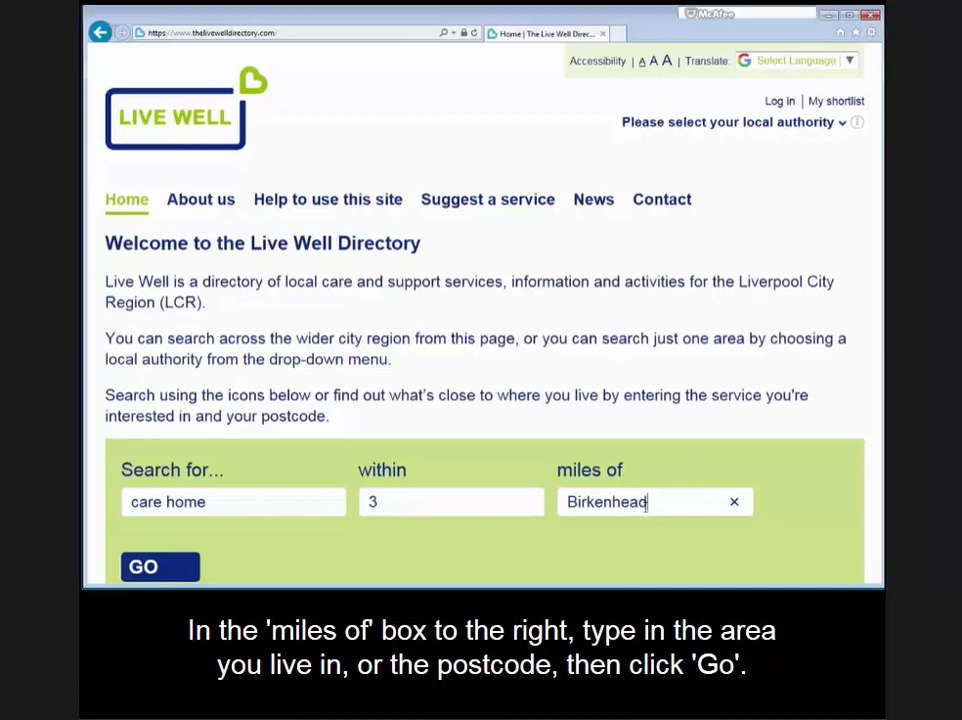 McAfee
https://www.thelivewelldirectory.com/
Home | The Live Well Direc...
Accessibility | A A A | Translate: G Select Language ▼
LIVE WELL
Log in | My shortlist
Please select your local authority
Home About us Help to use this site Suggest a service News Contact
Welcome to the Live Well Directory
Live Well is a directory of local care and support services, information and activities for the Liverpool City
Region (LCR).
You can search across the wider city region from this page, or you can search just one area by choosing a
local authority from the drop-down menu.
Search using the icons below or find out what's close to where you live by entering the service you're
interested in and your postcode.
Search for... within miles of
care home 3 Birkenhead
GO
In the 'miles of' box to the right, type in the area
you live in, or the postcode, then click 'Go'.